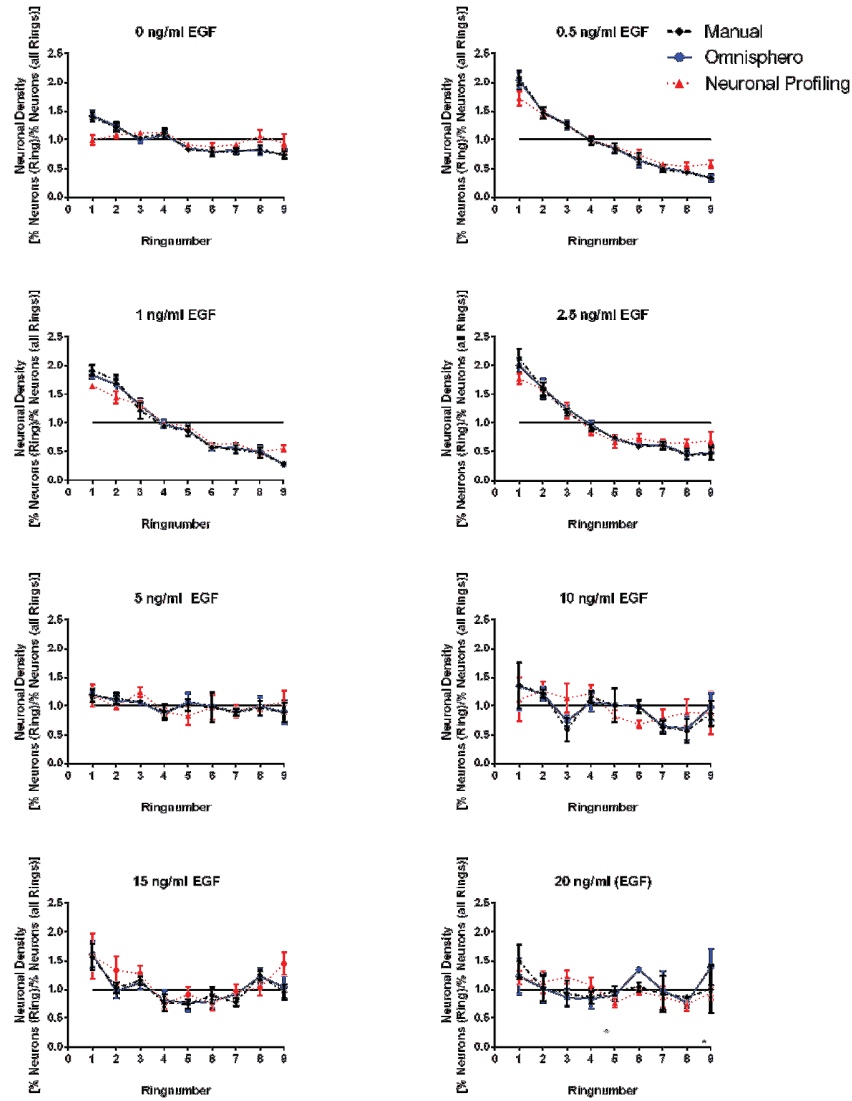 0 ng/ml EGF
Neuronal Density
[% Neurons (Ring)/% Neurons (all Rings)]
2.5
2.0
1.5
1.0
0.5
0.0
0 1 2 3 4 5 6 7 8 9
Ringnumber
0.5 ng/ml EGF
Neuronal Density
[% Neurons (Ring)/% Neurons (all Rings)]
2.5
2.0
1.5
1.0
0.5
0.0
0 1 2 3 4 5 6 7 8 9
Ringnumber
Manual
Omnisphero
Neuronal Profiling
1 ng/ml EGF
Neuronal Density
[% Neurons (Ring)/% Neurons (all Rings)]
2.5
2.0
1.5
1.0
0.5
0.0
0 1 2 3 4 5 6 7 8 9
Ringnumber
2.5 ng/ml EGF
Neuronal Density
[% Neurons (Ring)/% Neurons (all Rings)]
2.5
2.0
1.5
1.0
0.5
0.0
0 1 2 3 4 5 6 7 8 9
Ringnumber
5 ng/ml EGF
Neuronal Density
[% Neurons (Ring)/% Neurons (all Rings)]
2.5
2.0
1.5
1.0
0.5
0.0
0 1 2 3 4 5 6 7 8 9
Ringnumber
10 ng/ml EGF
Neuronal Density
[% Neurons (Ring)/% Neurons (all Rings)]
2.5
2.0
1.5
1.0
0.5
0.0
0 1 2 3 4 5 6 7 8 9
Ringnumber
15 ng/ml EGF
Neuronal Density
[% Neurons (Ring)/% Neurons (all Rings)]
2.5
2.0
1.5
1.0
0.5
0.0
0 1 2 3 4 5 6 7 8 9
Ringnumber
20 ng/ml (EGF)
Neuronal Density
[% Neurons (Ring)/% Neurons (all Rings)]
2.5
2.0
1.5
1.0
0.5
0.0
0 1 2 3 4 5 6 7 8 9
Ringnumber